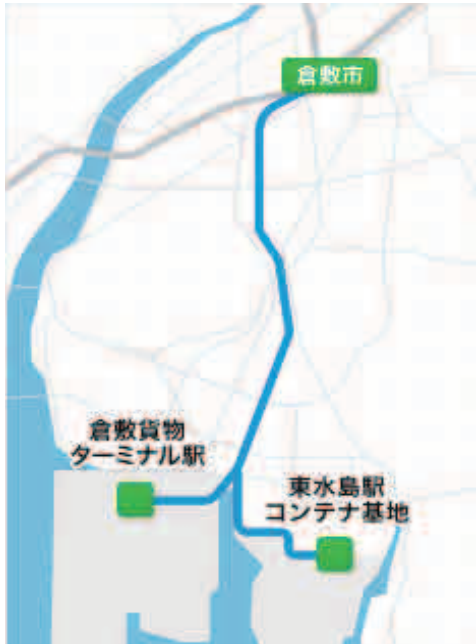 倉敷市
倉敷貨物
ターミナル駅
東水島駅
コンテナ基地